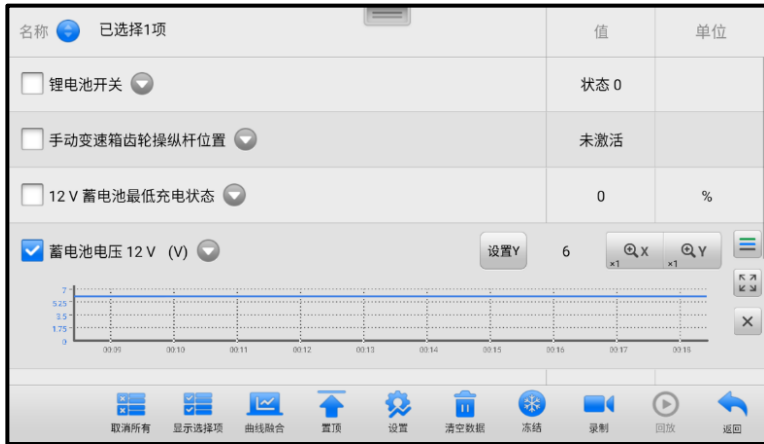 名称 已选择1项 值 单位
锂电池开关 状态 0
手动变速箱齿轮操纵杆位置 未激活
12 V 蓄电池最低充电状态 0 %
蓄电池电压 12 V (V) 设置Y 6 X ×1 Y ×1
7
5.25
3.5
1.75
0
00:09 00:10 00:11 00:12 00:13 00:14 00:15 00:16 00:17 00:18
取消所有 显示选择项 曲线融合 置顶 设置 清空数据 冻结 录制 回放 返回